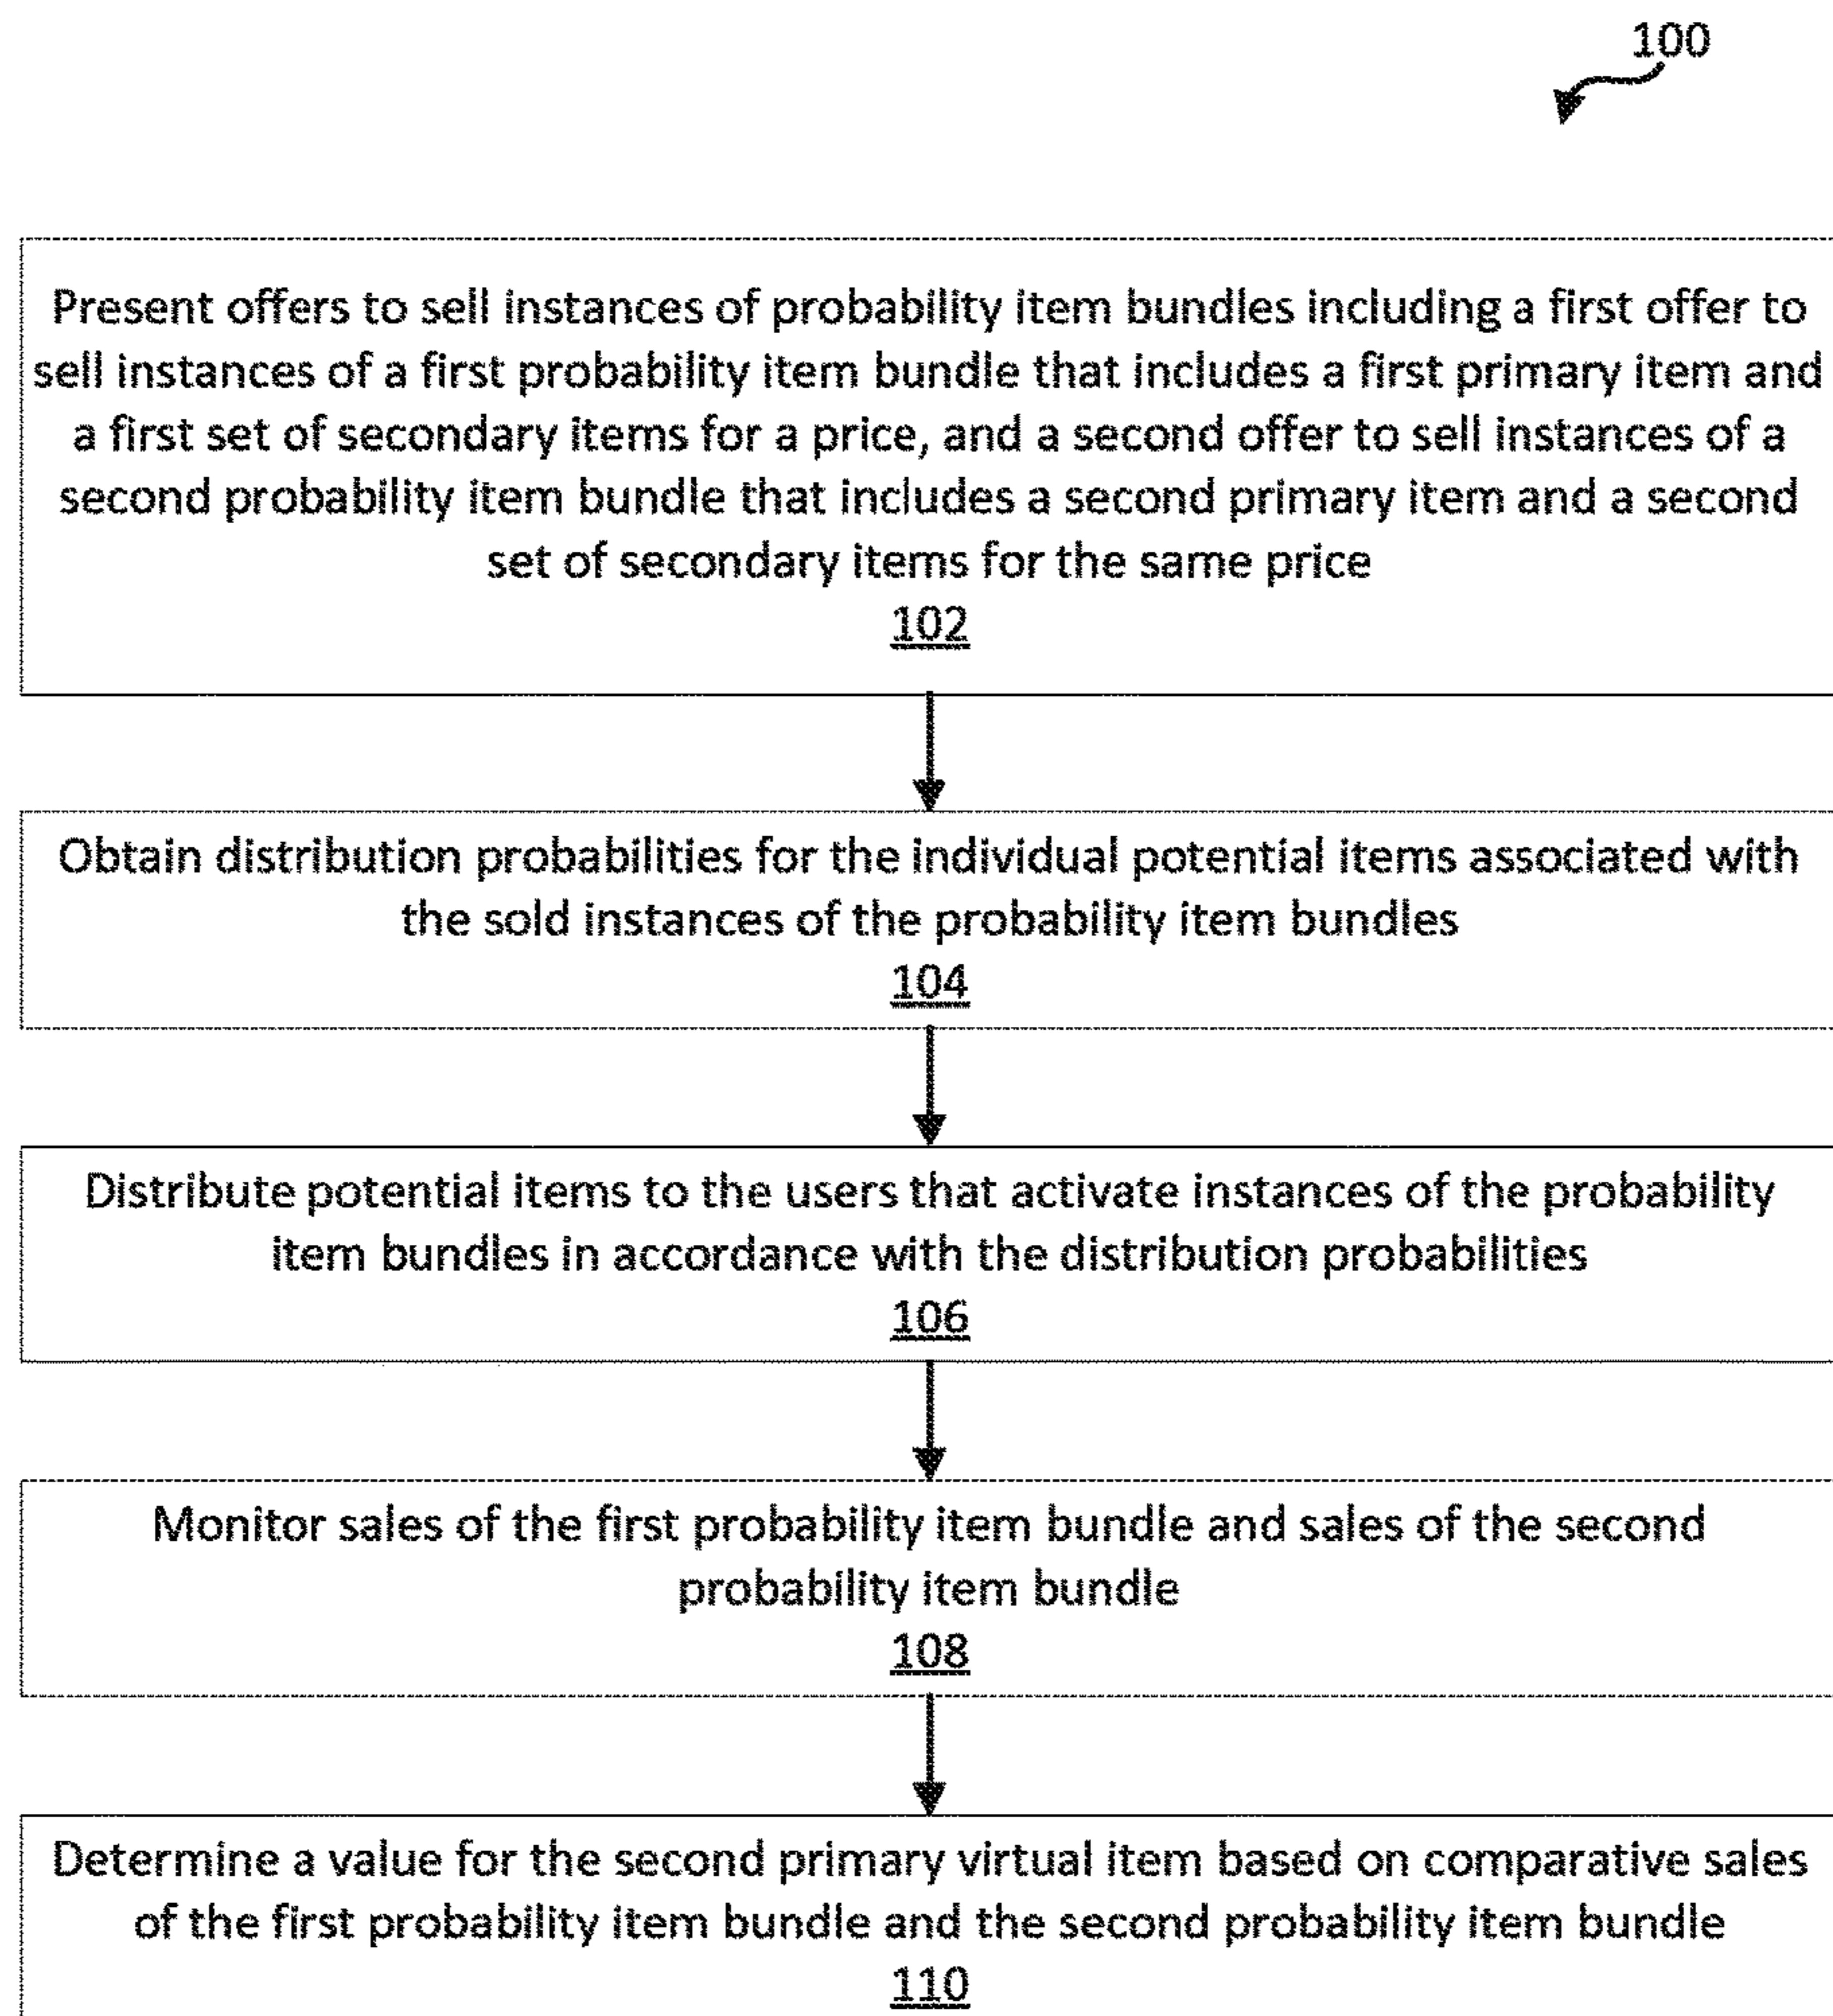 100
Present offers to sell instances of probability item bundles including a first offer to
sell instances of a first probability item bundle that includes a first primary item and
a first set of secondary items for a price, and a second offer to sell instances of a
second probability item bundle that includes a second primary item and a second
set of secondary items for the same price
102
Obtain distribution probabilities for the individual potential items associated with
the sold instances of the probability item bundles
104
Distribute potential items to the users that activate instances of the probability
item bundles in accordance with the distribution probabilities
106
Monitor sales of the first probability item bundle and sales of the second
probability item bundle
108
Determine a value for the second primary virtual item based on comparative sales
of the first probability item bundle and the second probability item bundle
110